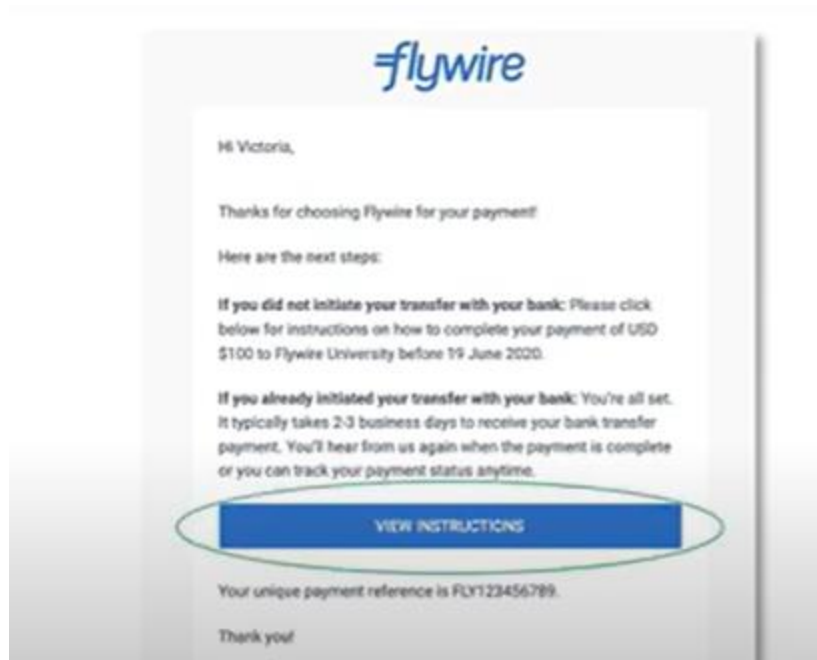 flywire
Hi Victoria,
Thanks for choosing Flywire for your payment!
Here are the next steps:
If you did not initiate your transfer with your bank: Please click
below for instructions on how to complete your payment of USD
$100 to Flywire University before 19 June 2020.
If you already initiated your transfer with your bank: You're all set.
It typically takes 2-3 business days to receive your bank transfer
payment. You'll hear from us again when the payment is complete
or you can track your payment status anytime.
VIEW INSTRUCTIONS
Your unique payment reference is FLY123456789.
Thank you!